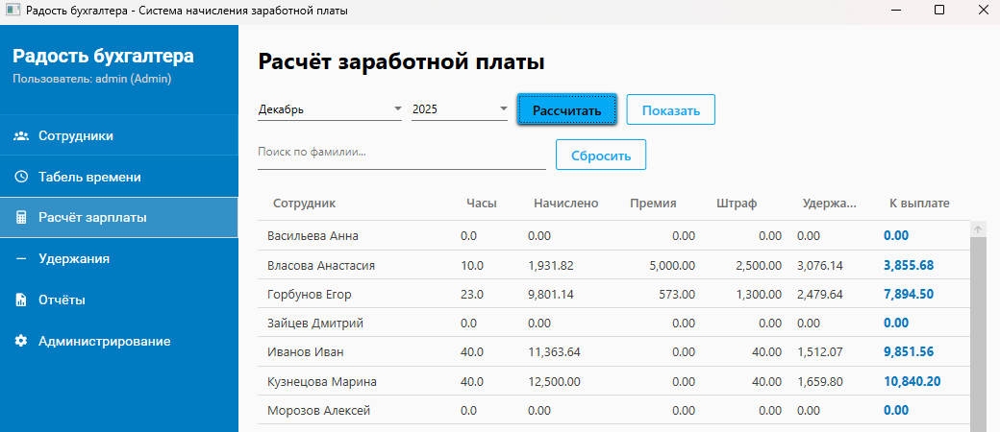 Радость бухгалтера - Система начисления заработной платы
Радость бухгалтера
Пользователь: admin (Admin)
Сотрудники
Табель времени
Расчёт зарплаты
Удержания
Отчёты
Администрирование
Расчёт заработной платы
Декабрь 2025 Рассчитать Показать
Поиск по фамилии... Сбросить
Сотрудник Часы Начислено Премия Штраф Удержа... К выплате
Васильева Анна 0.0 0.00 0.00 0.00 0.00 0.00
Власова Анастасия 10.0 1,931.82 5,000.00 2,500.00 3,076.14 3,855.68
Горбунов Егор 23.0 9,801.14 573.00 1,300.00 2,479.64 7,894.50
Зайцев Дмитрий 0.0 0.00 0.00 0.00 0.00 0.00
Иванов Иван 40.0 11,363.64 0.00 40.00 1,512.07 9,851.56
Кузнецова Марина 40.0 12,500.00 0.00 40.00 1,659.80 10,840.20
Морозов Алексей 0.0 0.00 0.00 0.00 0.00 0.00